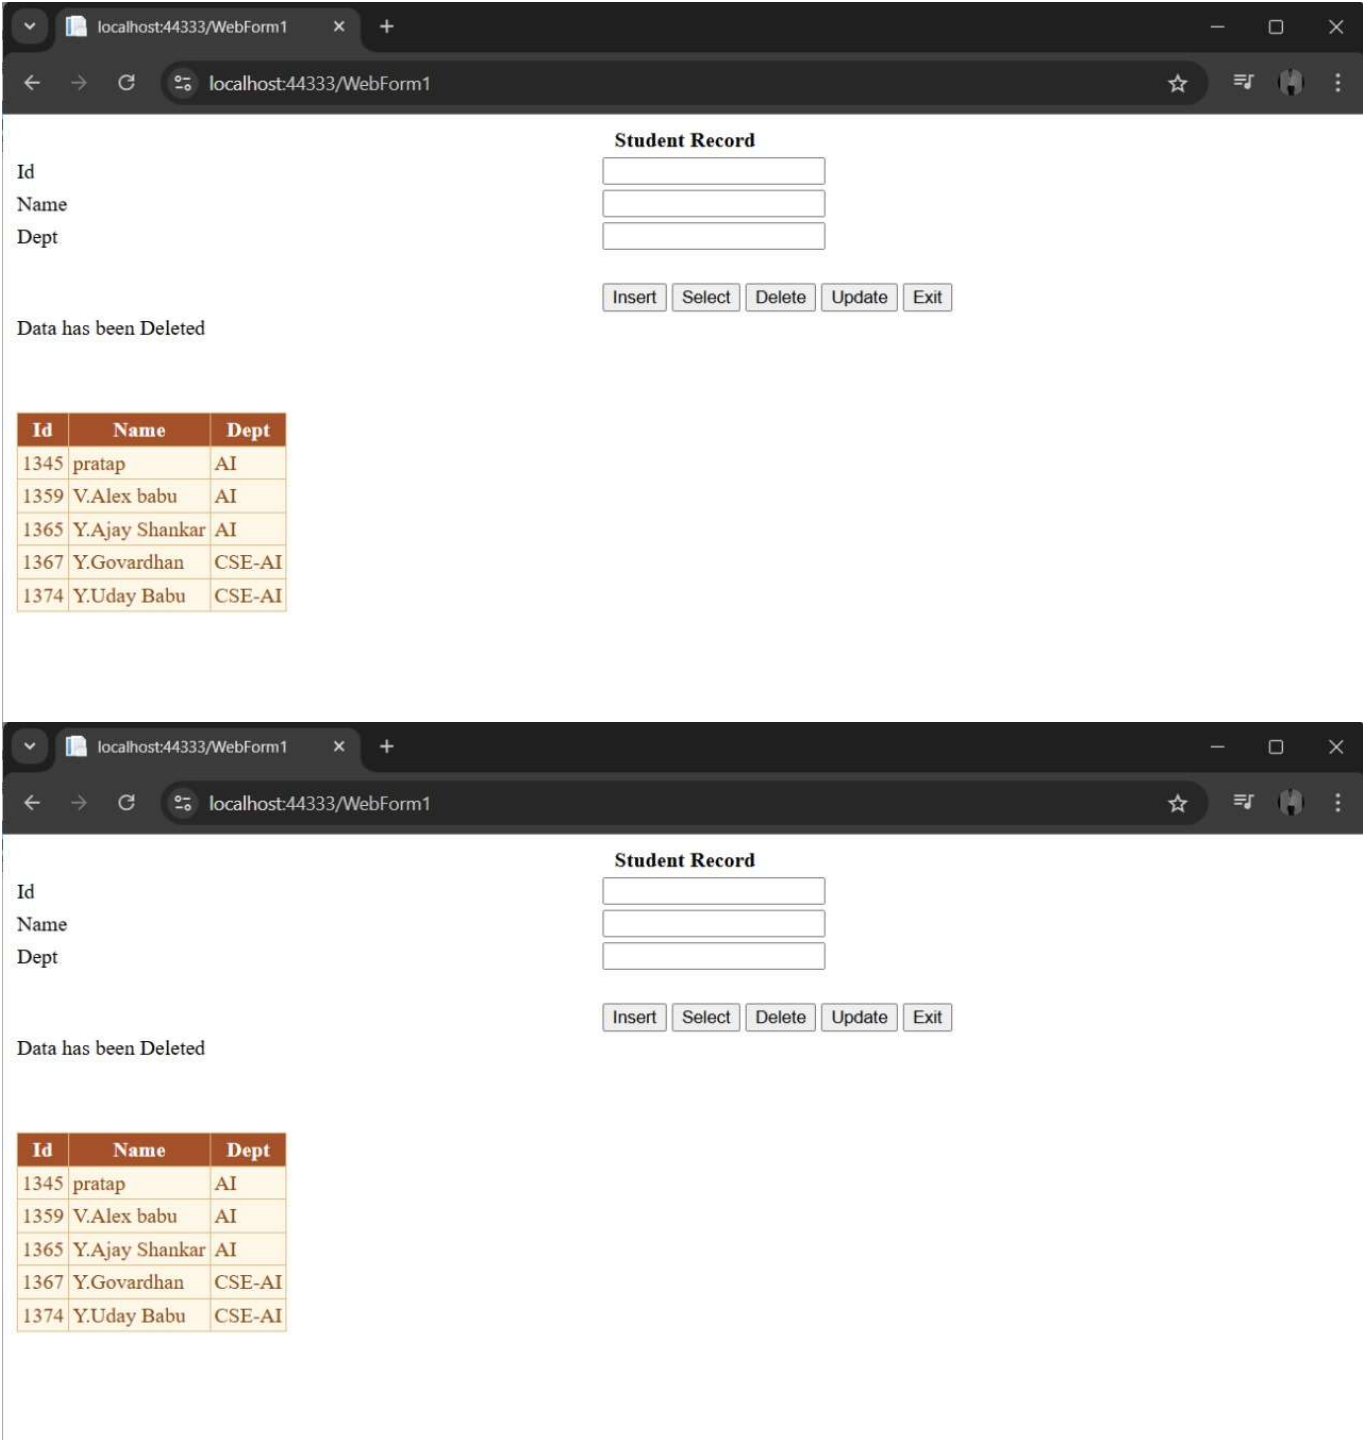 localhost:44333/WebForm1
localhost:44333/WebForm1
Student Record
Id
Name
Dept
Insert Select Delete Update Exit
Data has been Deleted
Id Name Dept
1345 pratap AI
1359 V.Alex babu AI
1365 Y.Ajay Shankar AI
1367 Y.Govardhan CSE-AI
1374 Y.Uday Babu CSE-AI
localhost:44333/WebForm1
localhost:44333/WebForm1
Student Record
Id
Name
Dept
Insert Select Delete Update Exit
Data has been Deleted
Id Name Dept
1345 pratap AI
1359 V.Alex babu AI
1365 Y.Ajay Shankar AI
1367 Y.Govardhan CSE-AI
1374 Y.Uday Babu CSE-AI